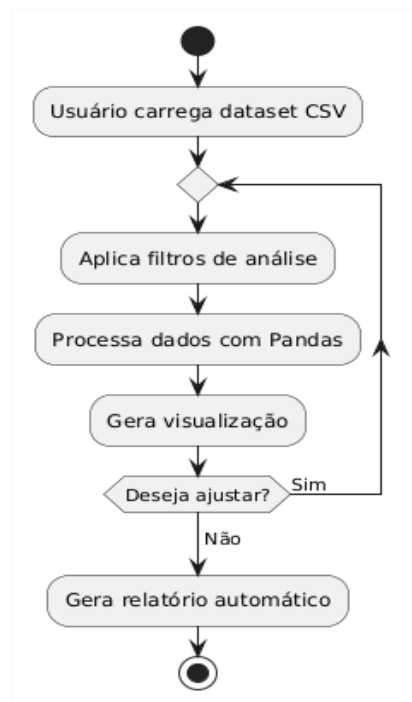 Usuário carrega dataset CSV
Aplica filtros de análise
Processa dados com Pandas
Gera visualização
Deseja ajustar?
Sim
Não
Gera relatório automático